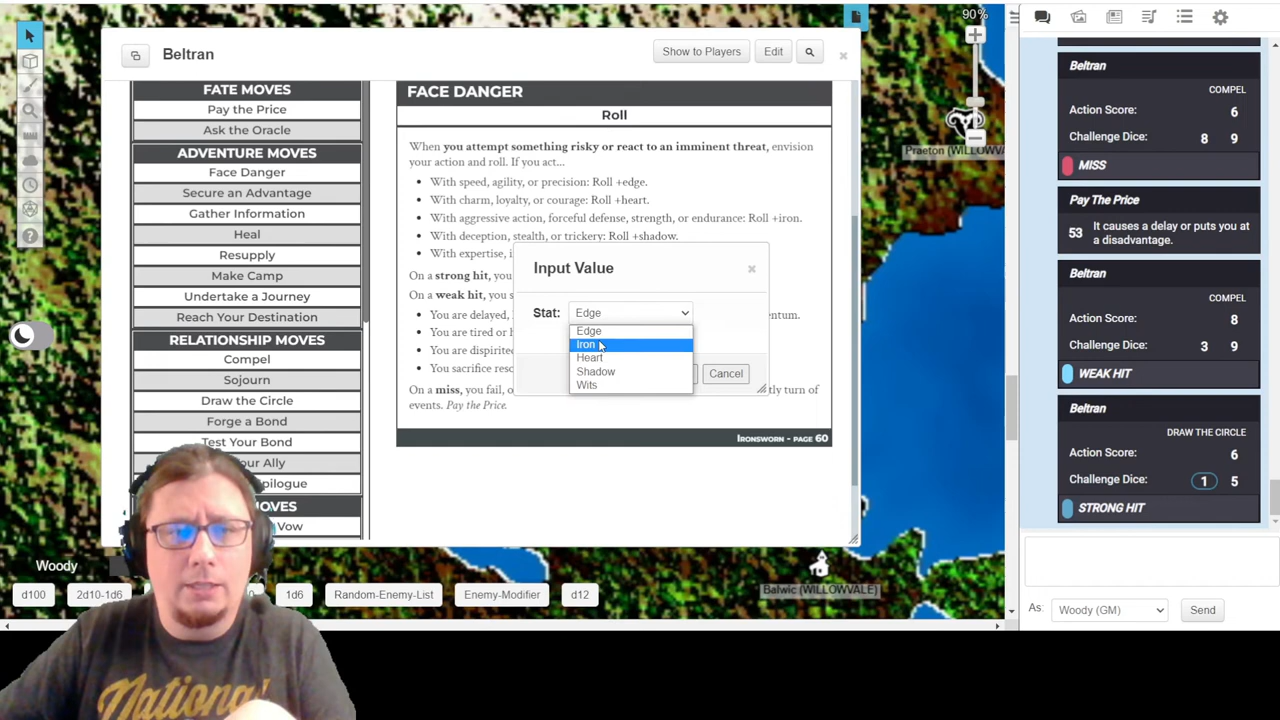 90%
Beltran
Show to Players
Edit
FATE MOVES
Pay the Price
Ask the Oracle
ADVENTURE MOVES
Face Danger
Secure an Advantage
Gather Information
Heal
Resupply
Make Camp
Undertake a Journey
Reach Your Destination
RELATIONSHIP MOVES
Compel
Sojourn
Draw the Circle
Forge a Bond
Test Your Bond
our Ally
pilogue
OVES
Vow
FACE DANGER
Roll
When you attempt something risky or react to an imminent threat, envision
your action and roll. If you act...
• With speed, agility, or precision: Roll +edge.
• With charm, loyalty, or courage: Roll +heart.
• With aggressive action, forceful defense, strength, or endurance: Roll +iron.
• With deception, stealth, or trickery: Roll +shadow.
• With expertise, i
On a strong hit, you
On a weak hit, you s
• You are delayed,
entum.
• You are tired or h
• You are dispirited
• You sacrifice reso
On a miss, you fail, o
tly turn of
events. Pay the Price.
IRONSWORN - PAGE 60
Input Value
Stat:
Edge
Edge
Iron
Heart
Shadow
Wits
Cancel
Praeton (WILLOWV
Balwic (WILLOWVALE)
Woody
d100
2d10-1d6
1d6
Random-Enemy-List
Enemy-Modifier
d12
Beltran
COMPEL
Action Score: 6
Challenge Dice: 8 9
MISS
Pay The Price
53 It causes a delay or puts you at
a disadvantage.
Beltran
COMPEL
Action Score: 8
Challenge Dice: 3 9
WEAK HIT
Beltran
DRAW THE CIRCLE
Action Score: 6
Challenge Dice: 1 5
STRONG HIT
As: Woody (GM)
Send
National